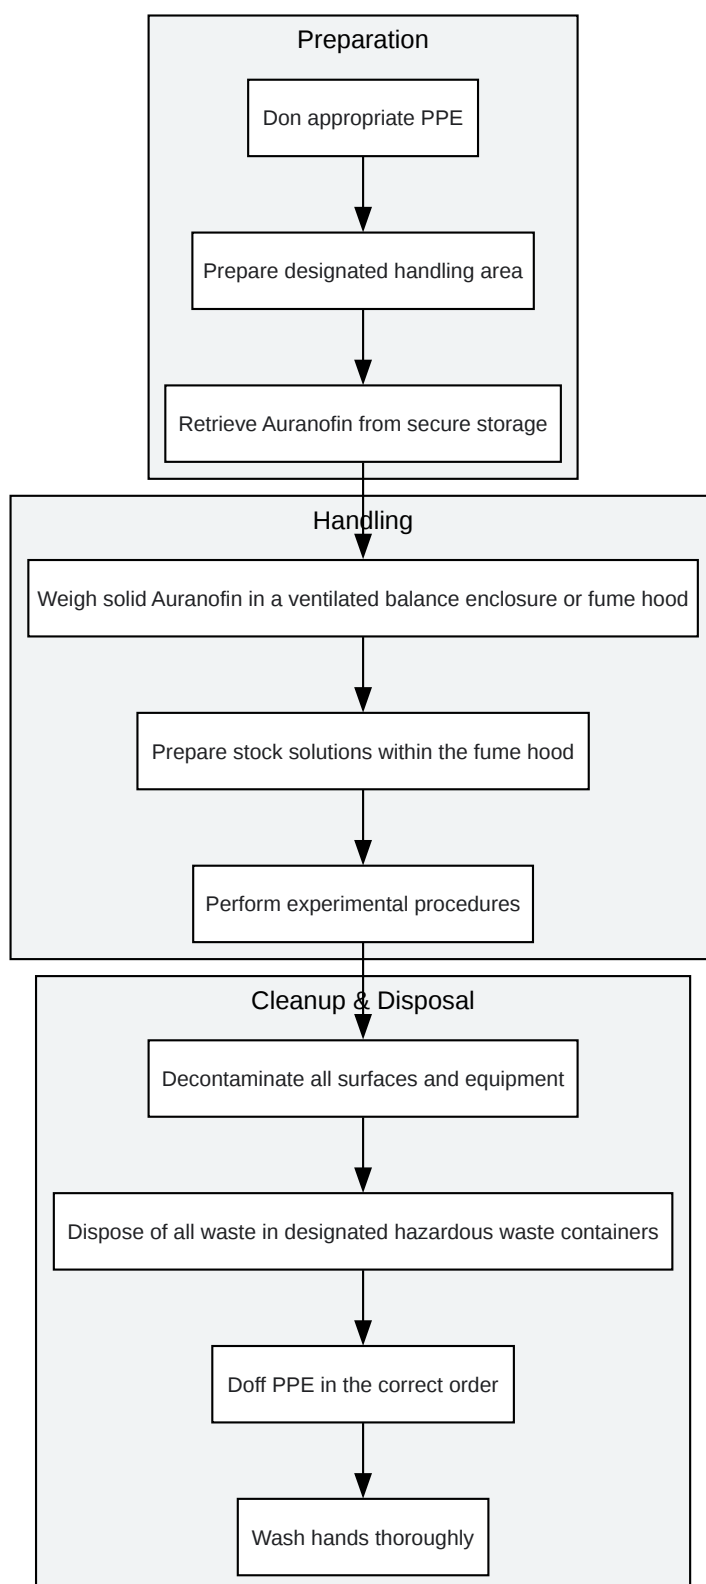 Preparation
Don appropriate PPE
Prepare designated handling area
Retrieve Auranofin from secure storage
Handling
Weigh solid Auranofin in a ventilated balance enclosure or fume hood
Prepare stock solutions within the fume hood
Perform experimental procedures
Cleanup & Disposal
Decontaminate all surfaces and equipment
Dispose of all waste in designated hazardous waste containers
Doff PPE in the correct order
Wash hands thoroughly